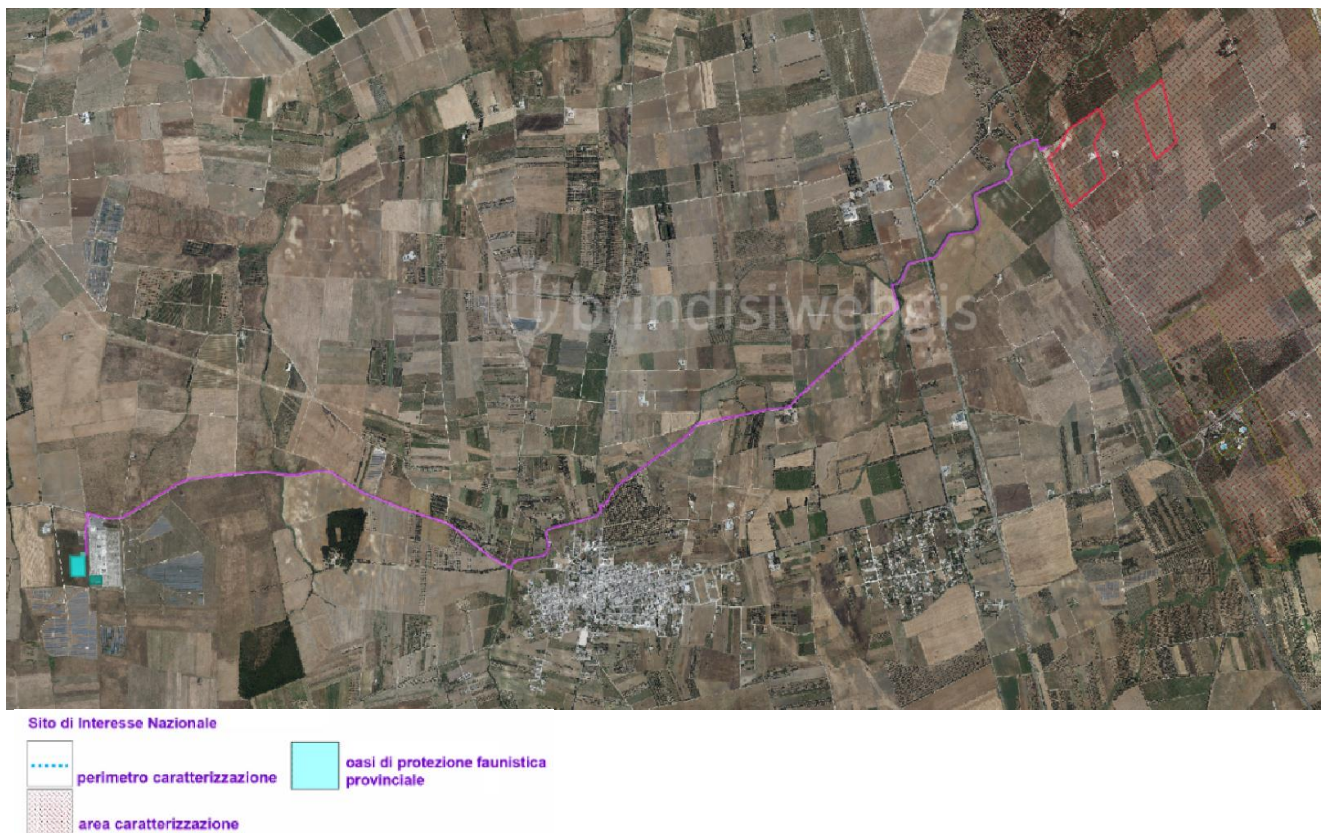 brindisiwebgis
Sito di Interesse Nazionale
perimetro caratterizzazione
oasi di protezione faunistica
provinciale
area caratterizzazione